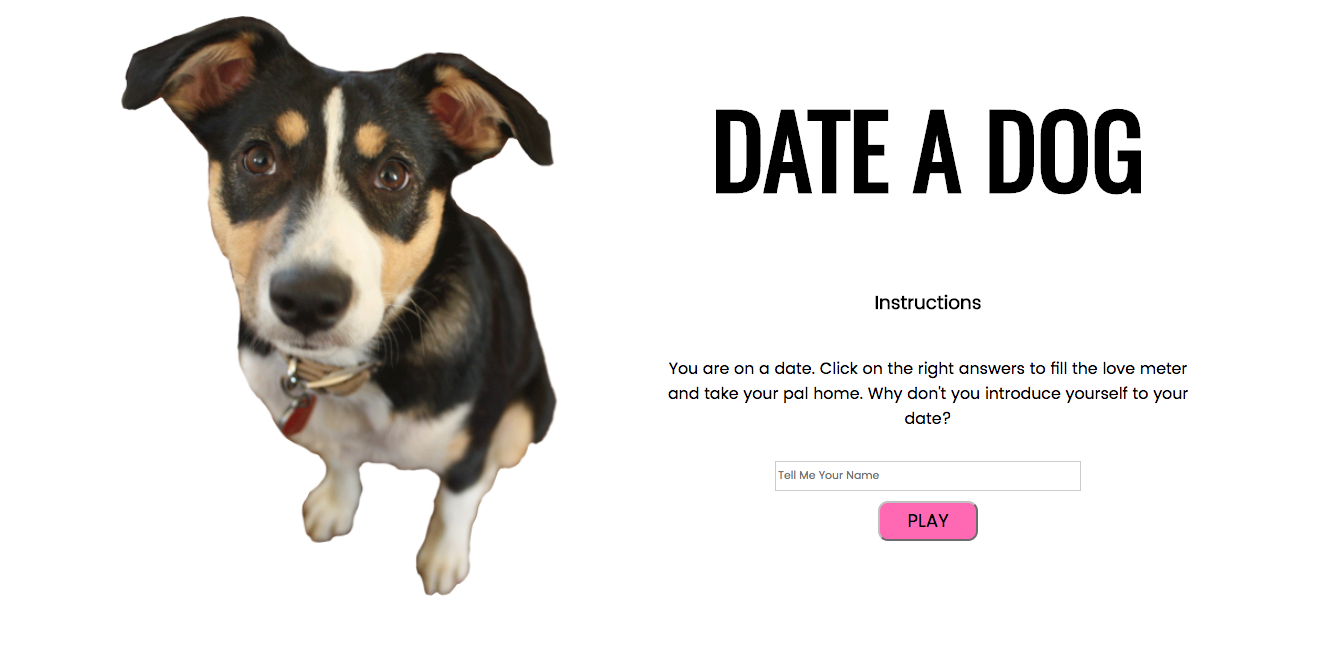 DATE A DOG
Instructions
You are on a date. Click on the right answers to fill the love meter
and take your pal home. Why don't you introduce yourself to your
date?
Tell Me Your Name
PLAY